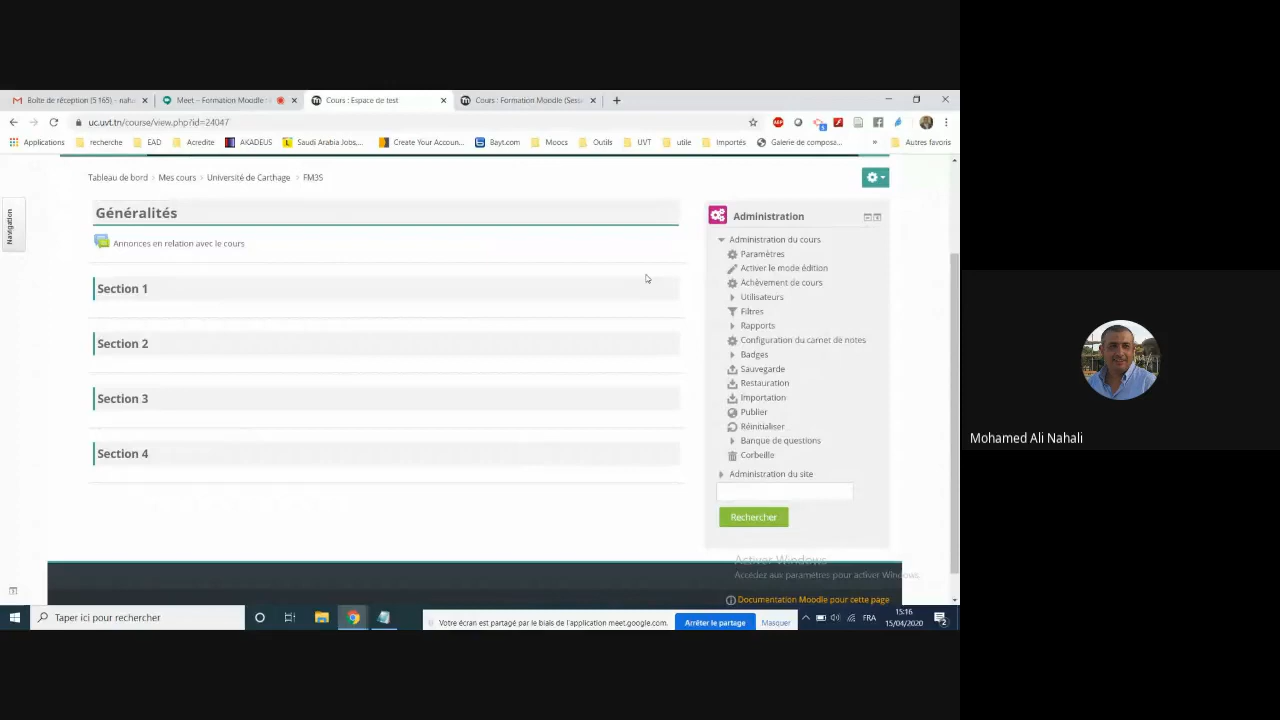 Boîte de réception (5 165) - naha
Meet – Formation Moodle
Cours : Espace de test
Cours : Formation Moodle (Sess
uc.uvt.tn/course/view.php?id=24047
Applications
recherche
EAD
Acredite
AKADEUS
Saudi Arabia Jobs,...
Create Your Accoun...
Bayt.com
Moocs
Outils
UVT
utile
Importés
Galerie de composa...
»
Autres favoris
Tableau de bord > Mes cours > Université de Carthage > FM3S
Navigation
Généralités
Annonces en relation avec le cours
Section 1
Section 2
Section 3
Section 4
Administration
Administration du cours
Paramètres
Activer le mode édition
Achèvement de cours
Utilisateurs
Filtres
Rapports
Configuration du carnet de notes
Badges
Sauvegarde
Restauration
Importation
Publier
Réinitialiser
Banque de questions
Corbeille
Administration du site
Rechercher
Activer Windows
Accédez aux paramètres pour activer Windows.
Documentation Moodle pour cette page
Taper ici pour rechercher
Votre écran est partagé par le biais de l'application meet.google.com.
Arrêter le partage
Masquer
FRA
15:16
15/04/2020
2
Mohamed Ali Nahali